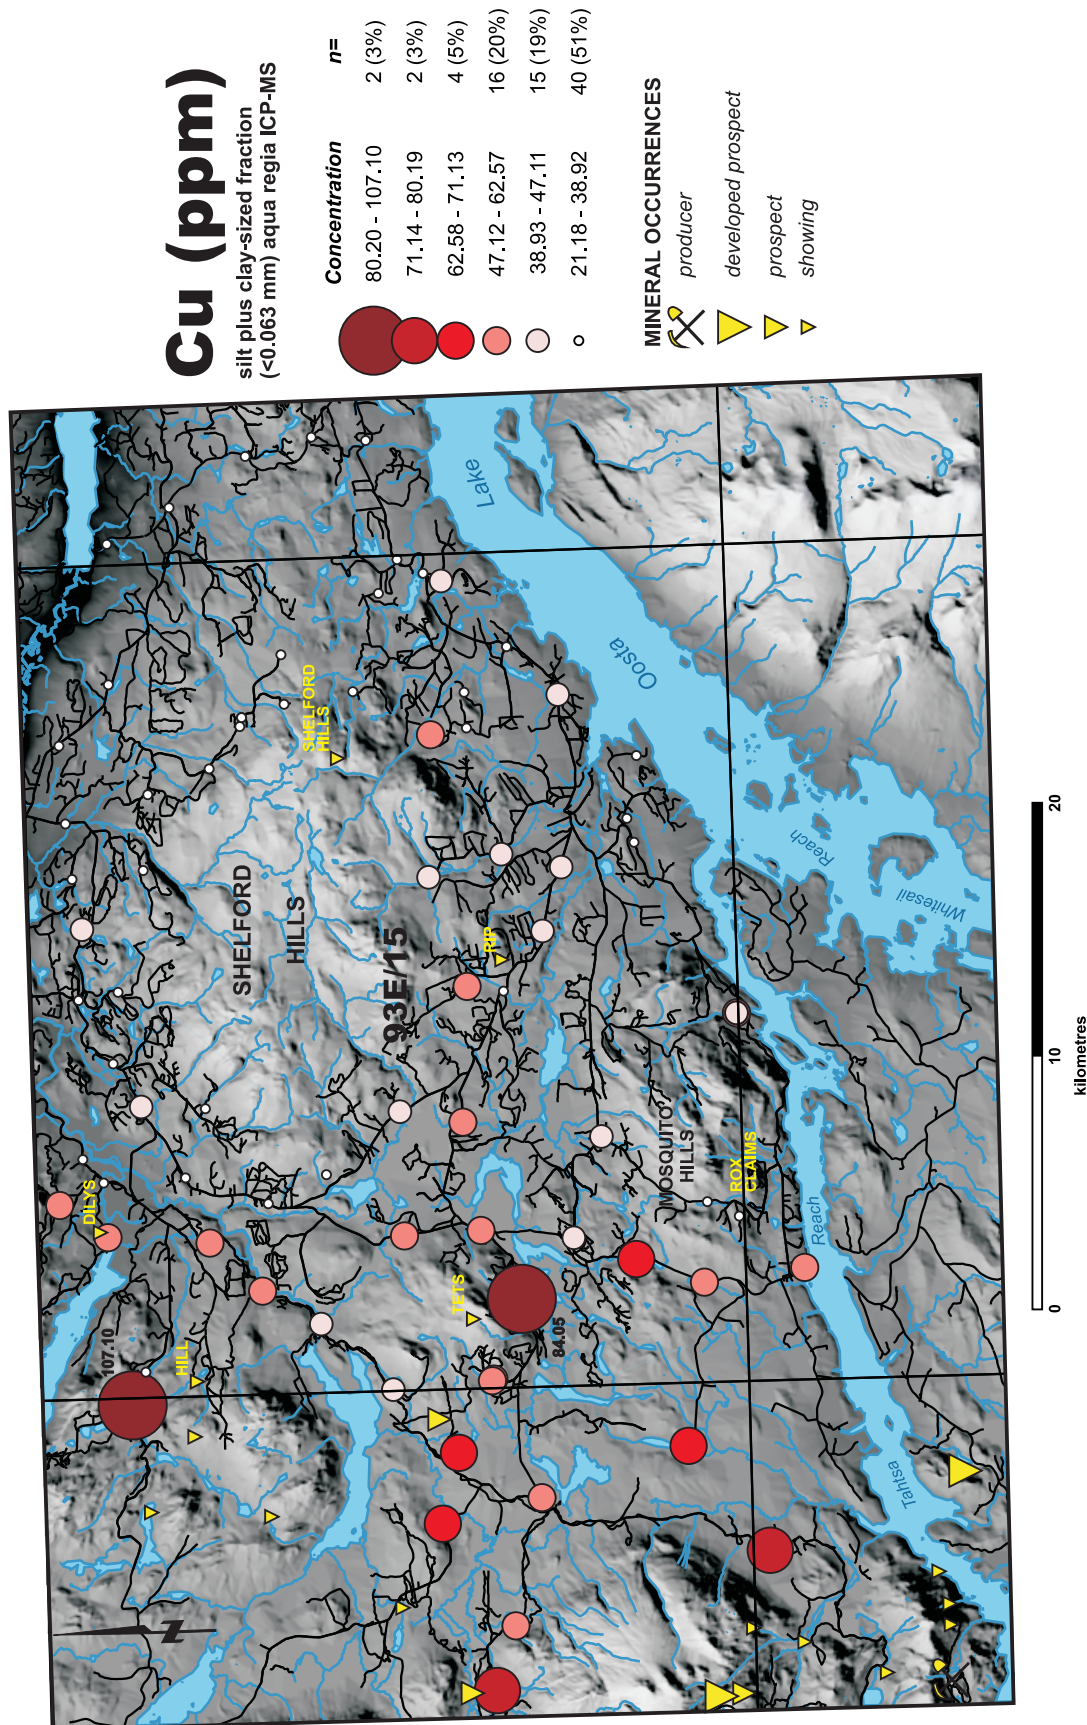 Cu (ppm)
silt plus clay-sized fraction
(<0.063 mm) aqua regia ICP-MS
Concentration n=
80.20 - 107.10 2 (3%)
71.14 - 80.19 2 (3%)
62.58 - 71.13 4 (5%)
47.12 - 62.57 16 (20%)
38.93 - 47.11 15 (19%)
21.18 - 38.92 40 (51%)
MINERAL OCCURRENCES
producer
developed prospect
prospect
showing
N
107.10
HILL
DILYS
SHELFORD
HILLS
SHELFORD
HILLS
93E/15
RIP
TETS
84.05
MOSQUITO
HILLS
ROX
CLAIMS
Lake
Oosta
Reach
Whitesail
Reach
Tahtsa
0 10 20
kilometres